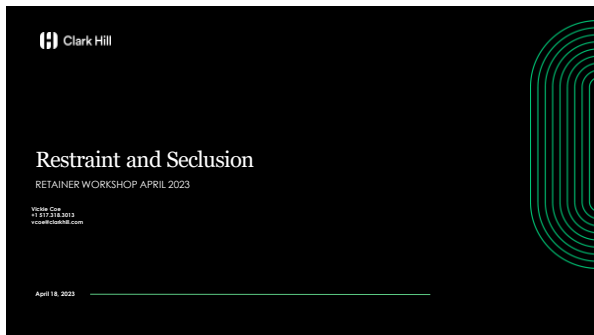 Clark Hill
Restraint and Seclusion
RETAINER WORKSHOP APRIL 2023
Vickie Coe
+1 517.318.3013
vcoe@clarkhill.com
April 18, 2023